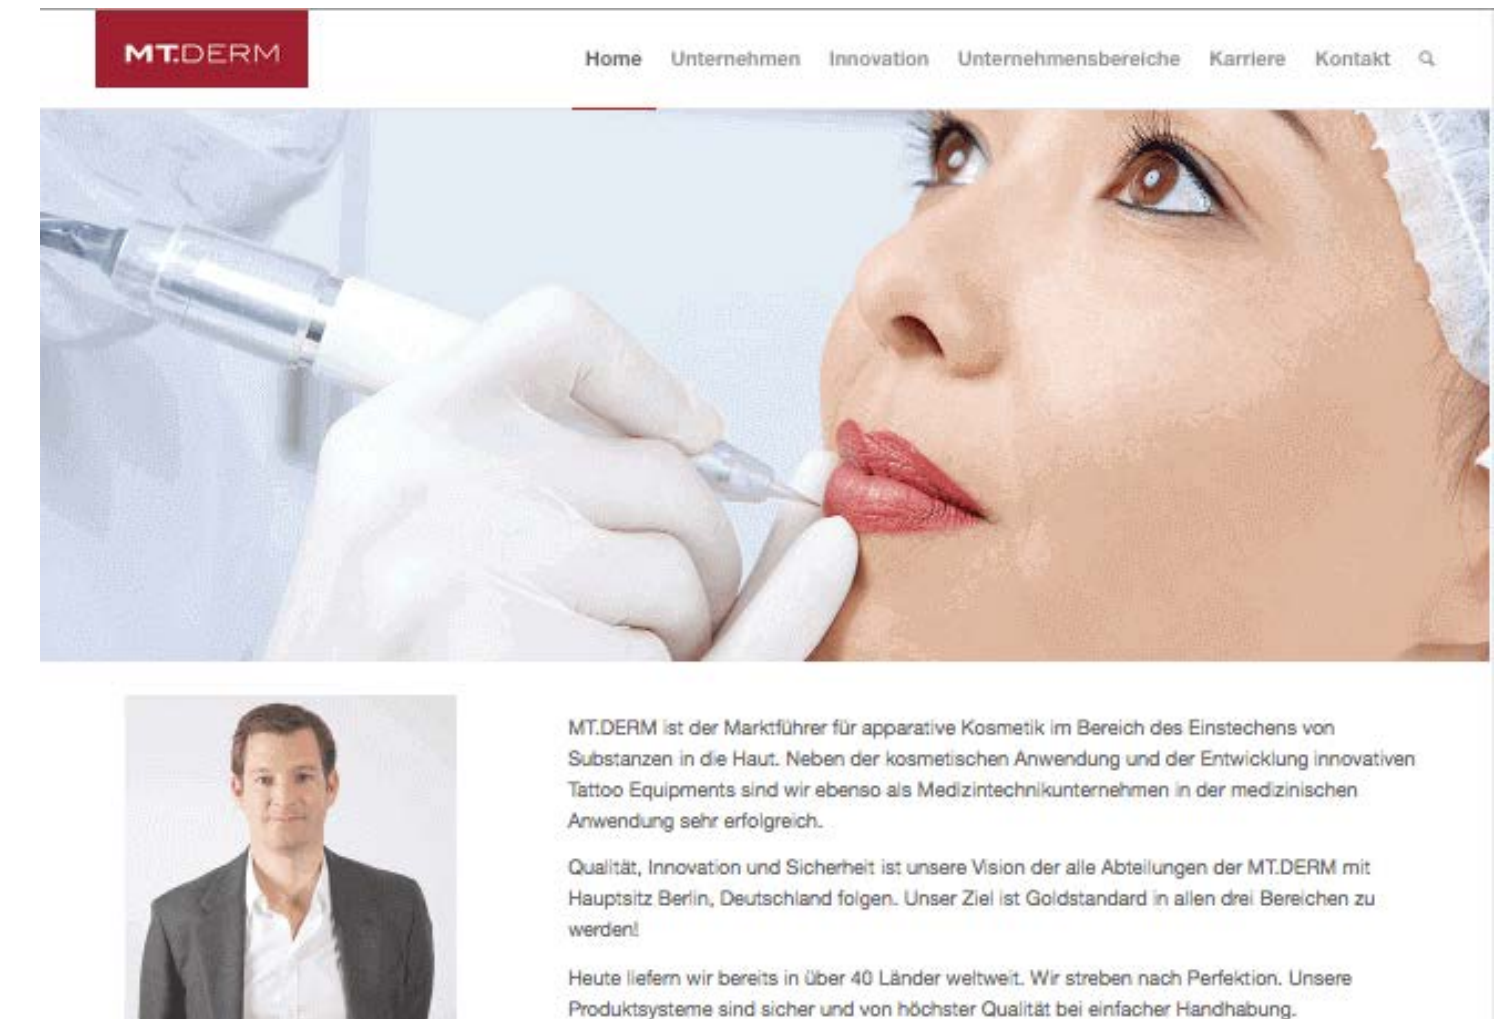 MT.DERM
Home Unternehmen Innovation Unternehmensbereiche Karriere Kontakt
MT.DERM ist der Marktführer für apparative Kosmetik im Bereich des Einstechens von
Substanzen in die Haut. Neben der kosmetischen Anwendung und der Entwicklung innovativen
Tattoo Equipments sind wir ebenso als Medizintechnikunternehmen in der medizinischen
Anwendung sehr erfolgreich.
Qualität, Innovation und Sicherheit ist unsere Vision der alle Abteilungen der MT.DERM mit
Hauptsitz Berlin, Deutschland folgen. Unser Ziel ist Goldstandard in allen drei Bereichen zu
werden!
Heute liefern wir bereits in über 40 Länder weltweit. Wir streben nach Perfektion. Unsere
Produktsysteme sind sicher und von höchster Qualität bei einfacher Handhabung.